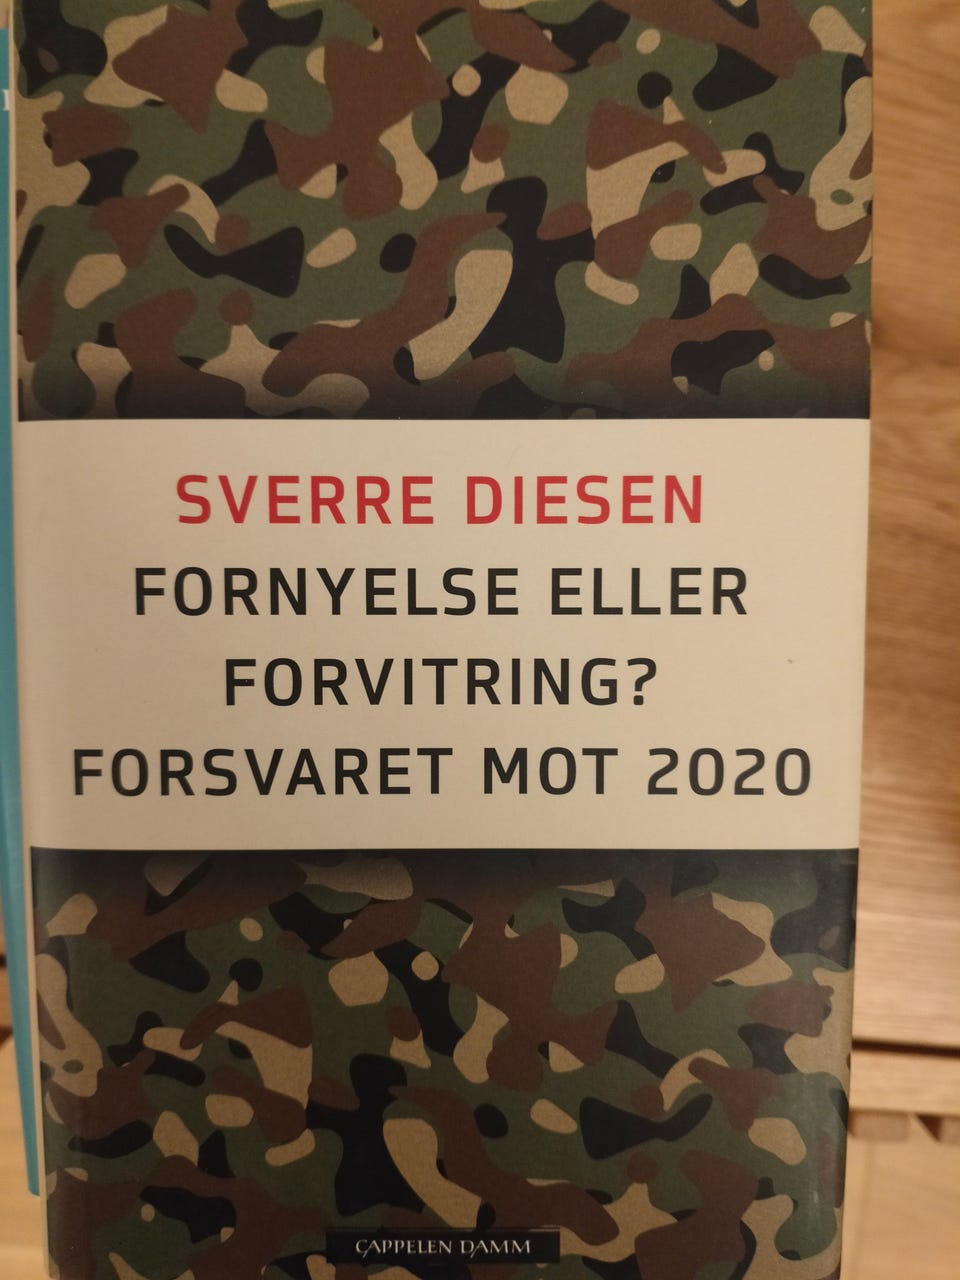 SVERRE DIESEN
FORNYELSE ELLER
FORVITRING?
FORSVARET MOT 2020
CAPPELEN DAMM